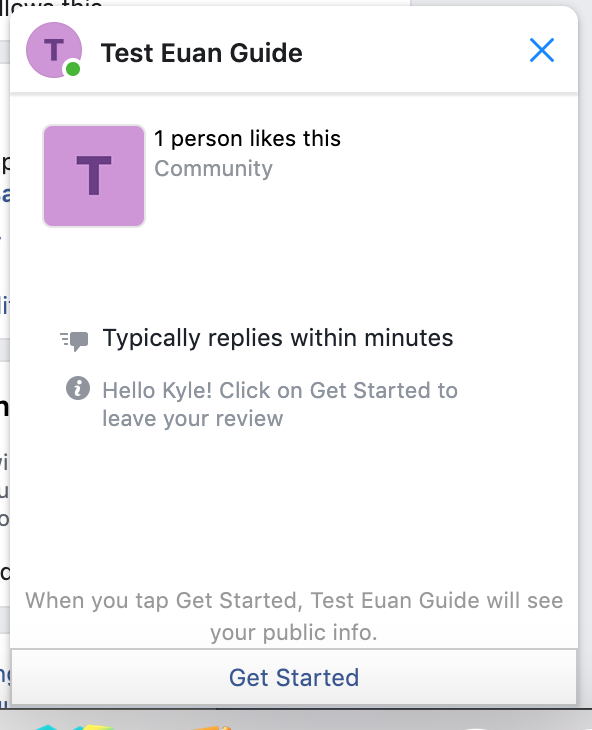 T
Test Euan Guide
T
1 person likes this
Community
Typically replies within minutes
Hello Kyle! Click on Get Started to
leave your review
When you tap Get Started, Test Euan Guide will see
your public info.
Get Started